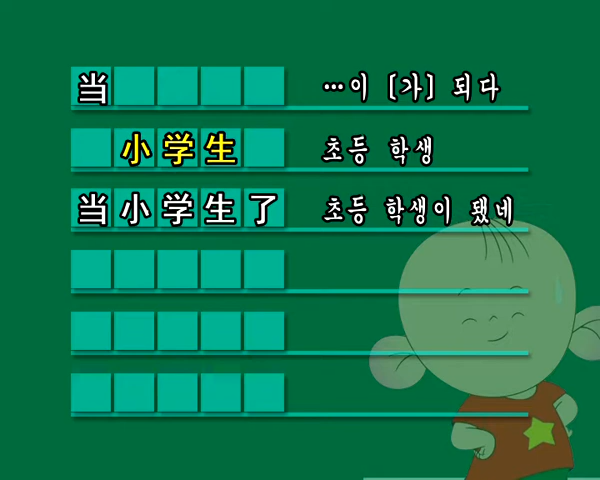 当 …이 [가] 되다
小学生 초등 학생
当小学生了 초등 학생이 됐네